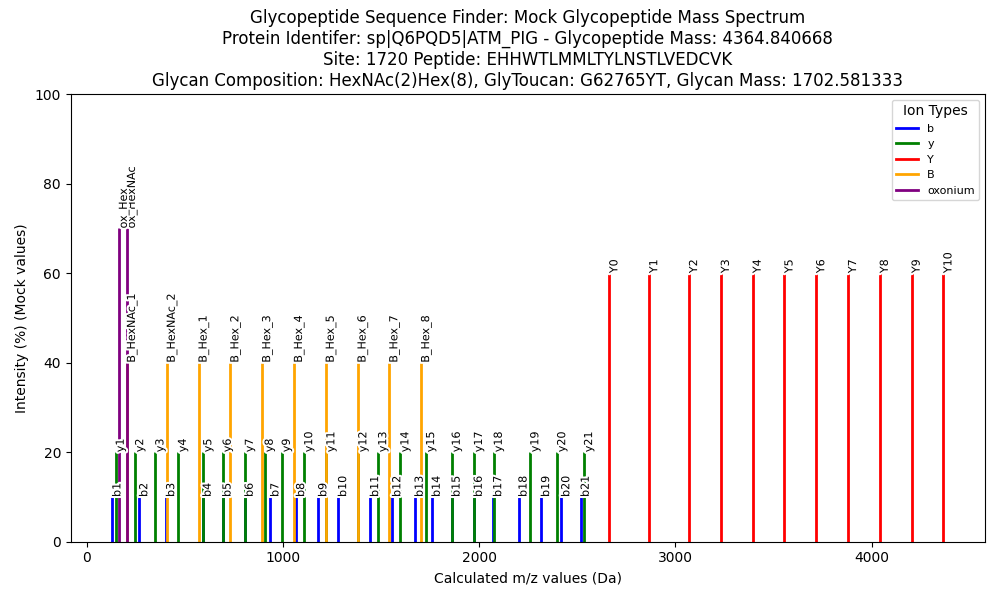 Glycopeptide Sequence Finder: Mock Glycopeptide Mass Spectrum
Protein Identifer: sp|Q6PQD5|ATM_PIG - Glycopeptide Mass: 4364.840668
Site: 1720 Peptide: EHHWTLMMLTYLNSTLVEDCVK
Glycan Composition: HexNAc(2)Hex(8), GlyToucan: G62765YT, Glycan Mass: 1702.581333
100
80
60
40
20
0
Intensity (%) (Mock values)
Ion Types
b
y
Y
B
oxonium
ox_Hex
ox_HexNAc
Y0
Y1
Y2
Y3
Y4
Y5
Y6
Y7
Y8
Y9
Y10
B_HexNAc_1
B_HexNAc_2
B_Hex_1
B_Hex_2
B_Hex_3
B_Hex_4
B_Hex_5
B_Hex_6
B_Hex_7
B_Hex_8
y1
y2
y3
y4
y5
y6
y7
y8
y9
y10
y11
y12
y13
y14
y15
y16
y17
y18
y19
y20
y21
b1
b2
b3
b4
b5
b6
b7
b8
b9
b10
b11
b12
b13
b14
b15
b16
b17
b18
b19
b20
b21
0
1000
2000
3000
4000
Calculated m/z values (Da)